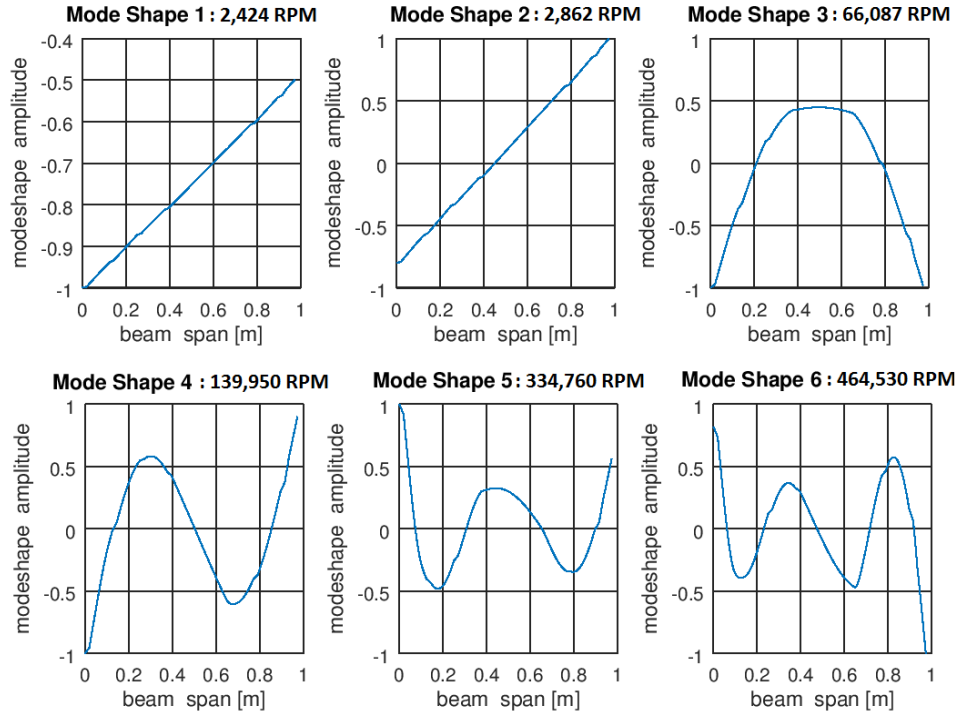 Mode Shape 1 : 2,424 RPM
modeshape amplitude
-0.4
-0.5
-0.6
-0.7
-0.8
-0.9
-1
0 0.2 0.4 0.6 0.8 1
beam span [m]
Mode Shape 2 : 2,862 RPM
modeshape amplitude
1
0.5
0
-0.5
-1
0 0.2 0.4 0.6 0.8 1
beam span [m]
Mode Shape 3 : 66,087 RPM
modeshape amplitude
1
0.5
0
-0.5
-1
0 0.2 0.4 0.6 0.8 1
beam span [m]
Mode Shape 4 : 139,950 RPM
modeshape amplitude
1
0.5
0
-0.5
-1
0 0.2 0.4 0.6 0.8 1
beam span [m]
Mode Shape 5 : 334,760 RPM
modeshape amplitude
1
0.5
0
-0.5
-1
0 0.2 0.4 0.6 0.8 1
beam span [m]
Mode Shape 6 : 464,530 RPM
modeshape amplitude
1
0.5
0
-0.5
-1
0 0.2 0.4 0.6 0.8 1
beam span [m]